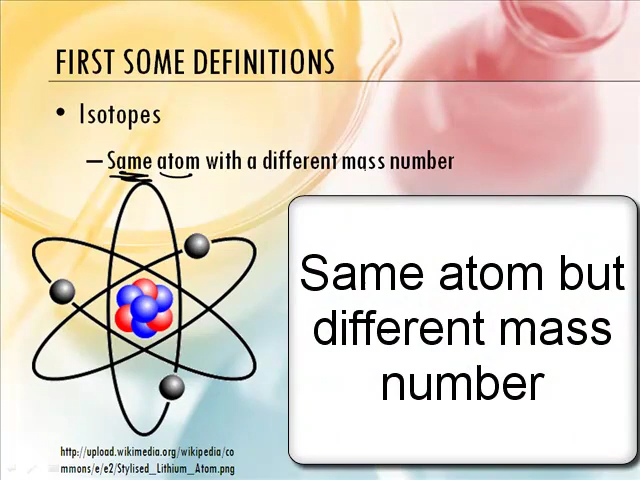 FIRST SOME DEFINITIONS
• Isotopes
– Same atom with a different mass number
Same atom but
different mass
number
http://upload.wikimedia.org/wikipedia/co
mmons/e/e2/Stylised_Lithium_Atom.png